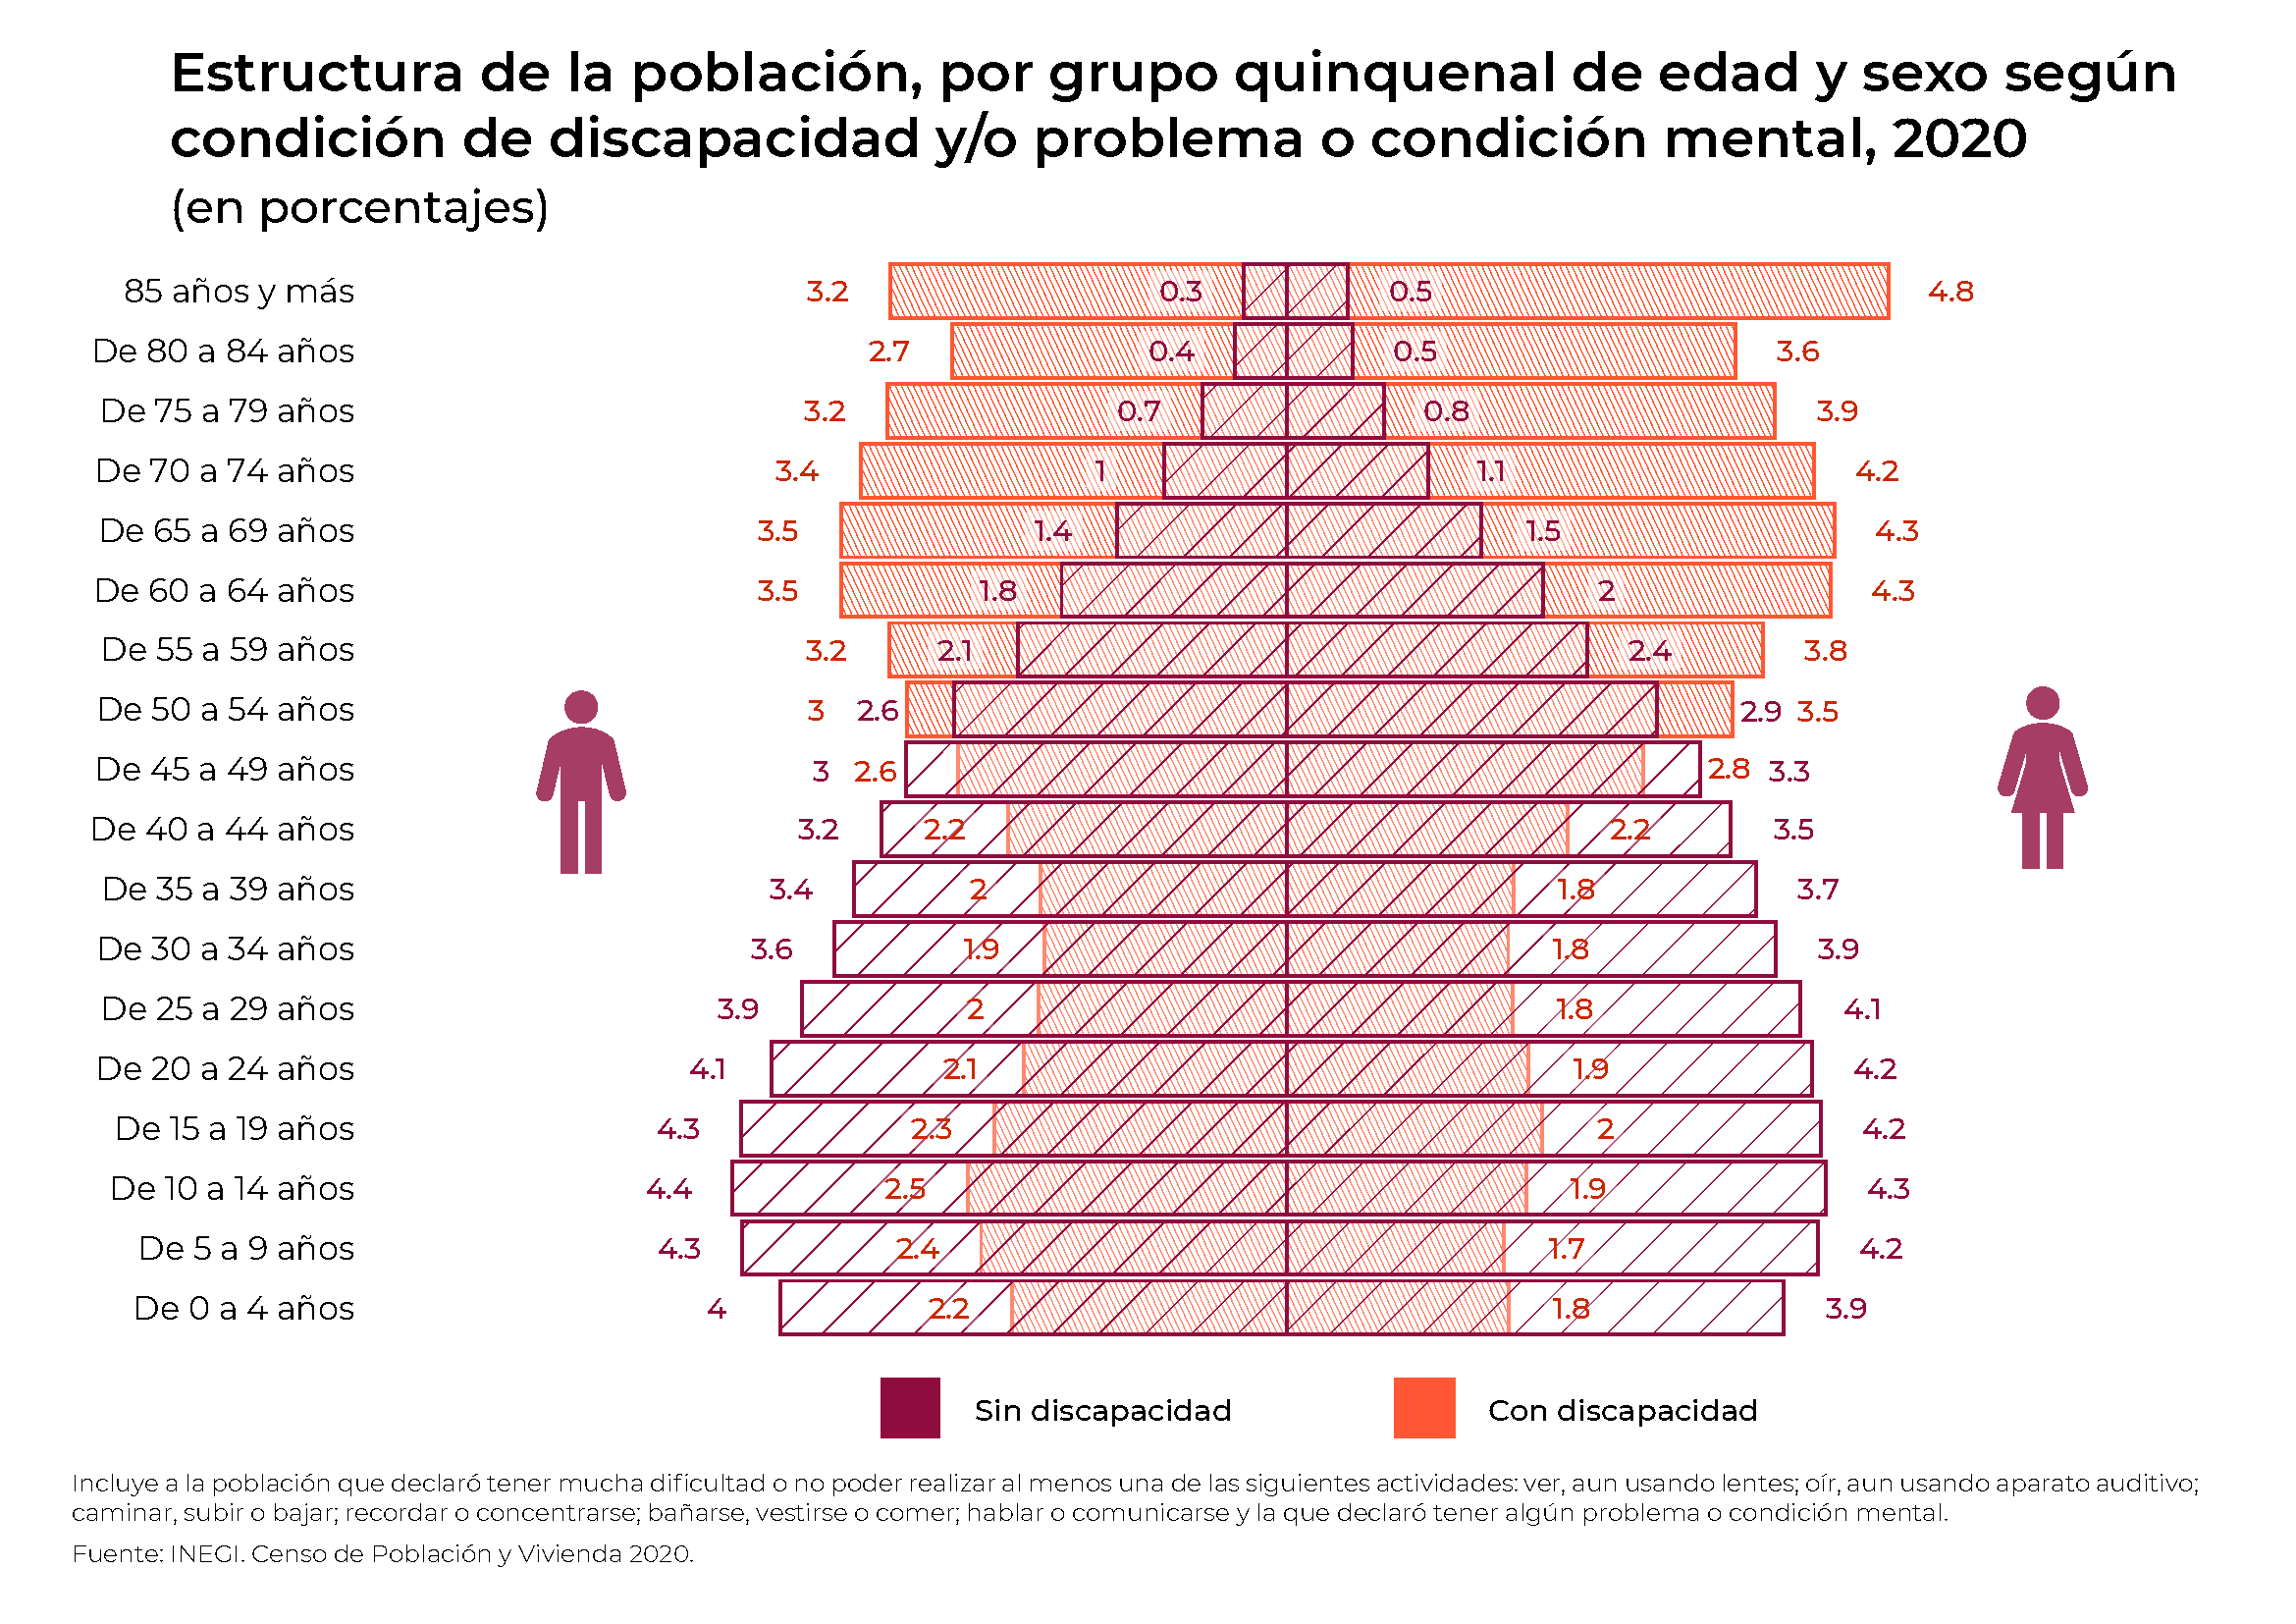 Estructura de la población, por grupo quinquenal de edad y sexo según
condición de discapacidad y/o problema o condición mental, 2020
(en porcentajes)
85 años y más 3.2 0.3 0.5 4.8
De 80 a 84 años 2.7 0.4 0.5 3.6
De 75 a 79 años 3.2 0.7 0.8 3.9
De 70 a 74 años 3.4 1 1.1 4.2
De 65 a 69 años 3.5 1.4 1.5 4.3
De 60 a 64 años 3.5 1.8 2 4.3
De 55 a 59 años 3.2 2.1 2.4 3.8
De 50 a 54 años 3 2.6 2.9 3.5
De 45 a 49 años 3 2.6 2.8 3.3
De 40 a 44 años 3.2 2.2 2.2 3.5
De 35 a 39 años 3.4 2 1.8 3.7
De 30 a 34 años 3.6 1.9 1.8 3.9
De 25 a 29 años 3.9 2 1.8 4.1
De 20 a 24 años 4.1 2.1 1.9 4.2
De 15 a 19 años 4.3 2.3 2 4.2
De 10 a 14 años 4.4 2.5 1.9 4.3
De 5 a 9 años 4.3 2.4 1.7 4.2
De 0 a 4 años 4 2.2 1.8 3.9
Sin discapacidad Con discapacidad
Incluye a la población que declaró tener mucha dificultad o no poder realizar al menos una de las siguientes actividades: ver, aun usando lentes; oír, aun usando aparato auditivo;
caminar, subir o bajar; recordar o concentrarse; bañarse, vestirse o comer; hablar o comunicarse y la que declaró tener algún problema o condición mental.
Fuente: INEGI. Censo de Población y Vivienda 2020.